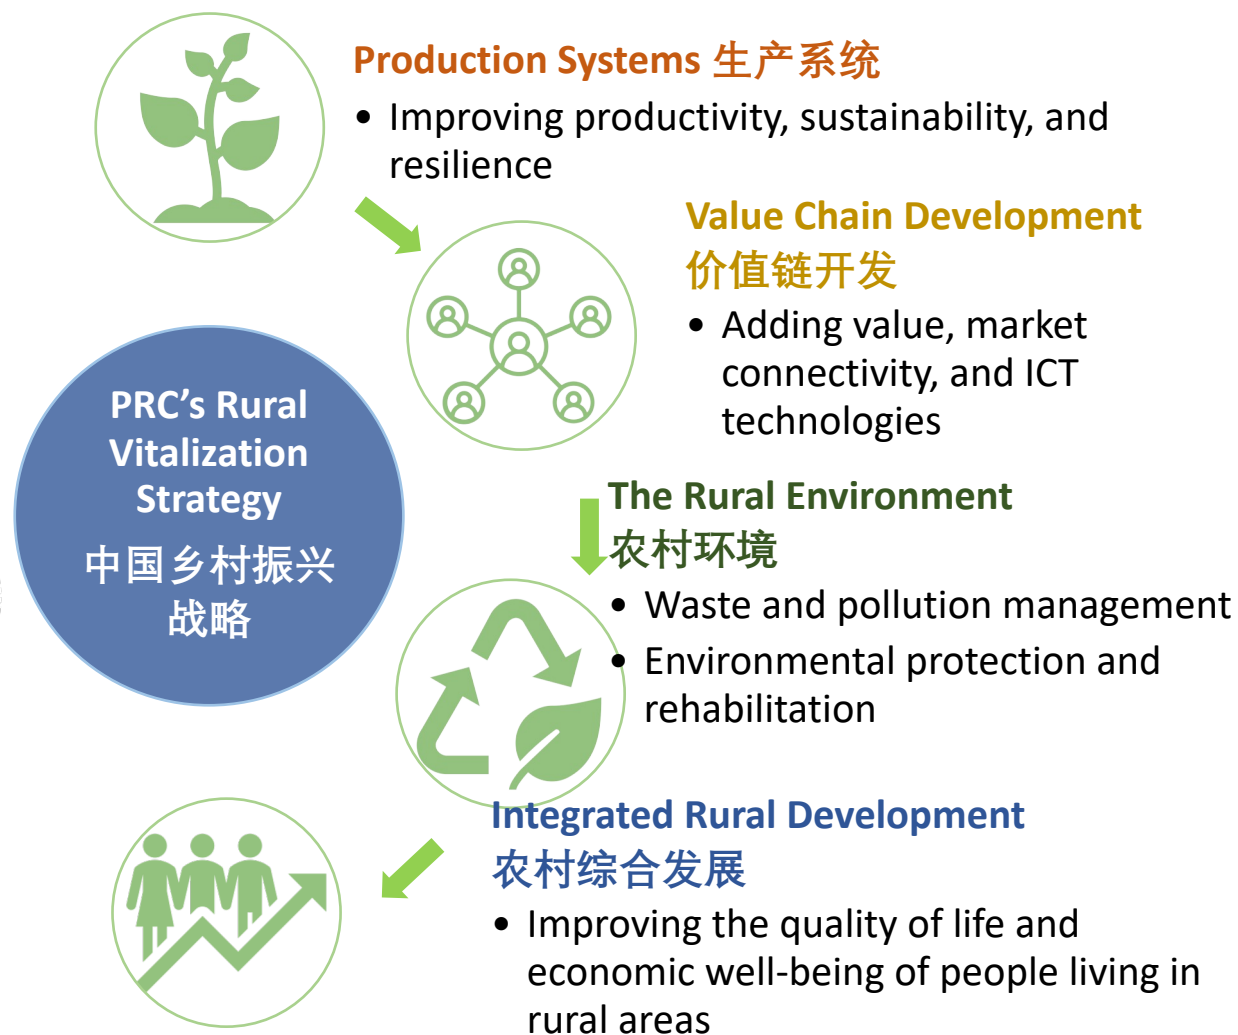 Production Systems 生产系统
• Improving productivity, sustainability, and
resilience
Value Chain Development
价值链开发
• Adding value, market
connectivity, and ICT
technologies
PRC’s Rural
Vitalization
Strategy
中国乡村振兴
战略
The Rural Environment
农村环境
• Waste and pollution management
• Environmental protection and
rehabilitation
Integrated Rural Development
农村综合发展
• Improving the quality of life and
economic well-being of people living in
rural areas